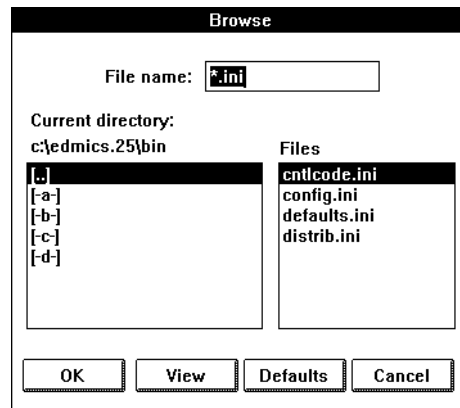 Browse
File name: *.ini
Current directory:
c:\edmics.25\bin
[..]
[-a-]
[-b-]
[-c-]
[-d-]
Files
cntlcode.ini
config.ini
defaults.ini
distrib.ini
OK View Defaults Cancel